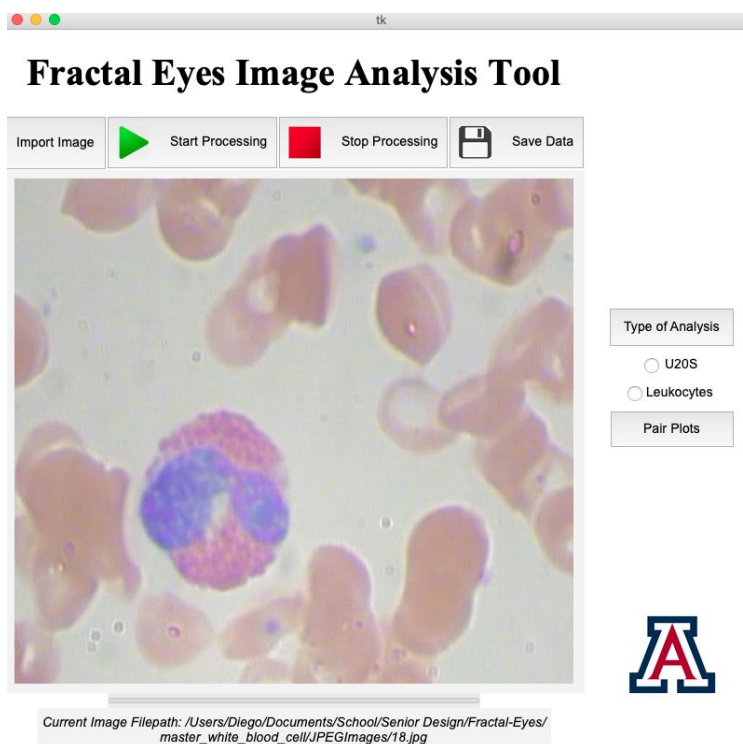 tk
Fractal Eyes Image Analysis Tool
Import Image
Start Processing
Stop Processing
Save Data
Type of Analysis
U20S
Leukocytes
Pair Plots
A
Current Image Filepath: /Users/Diego/Documents/School/Senior Design/Fractal-Eyes/
master_white_blood_cell/JPEGImages/18.jpg